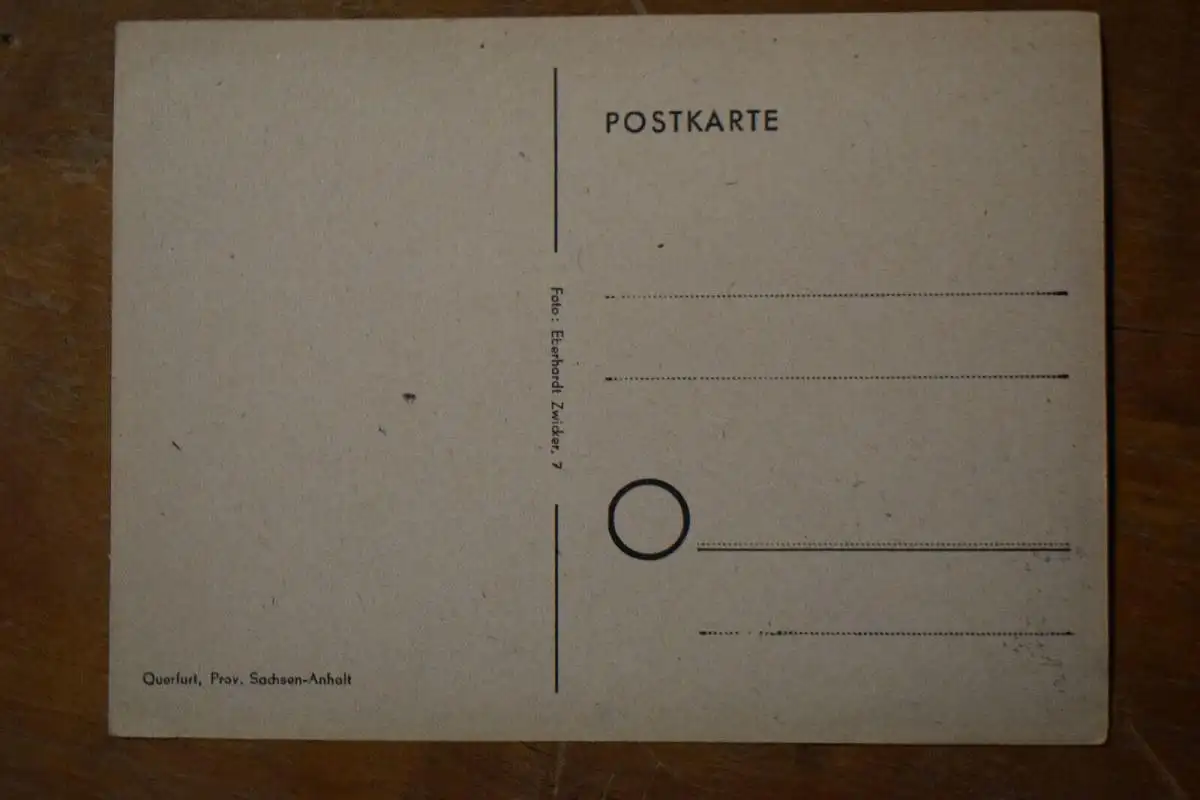 POSTKARTE
Foto: Eberhardt Zwicker, 7
Querfurt, Prov. Sachsen-Anhalt